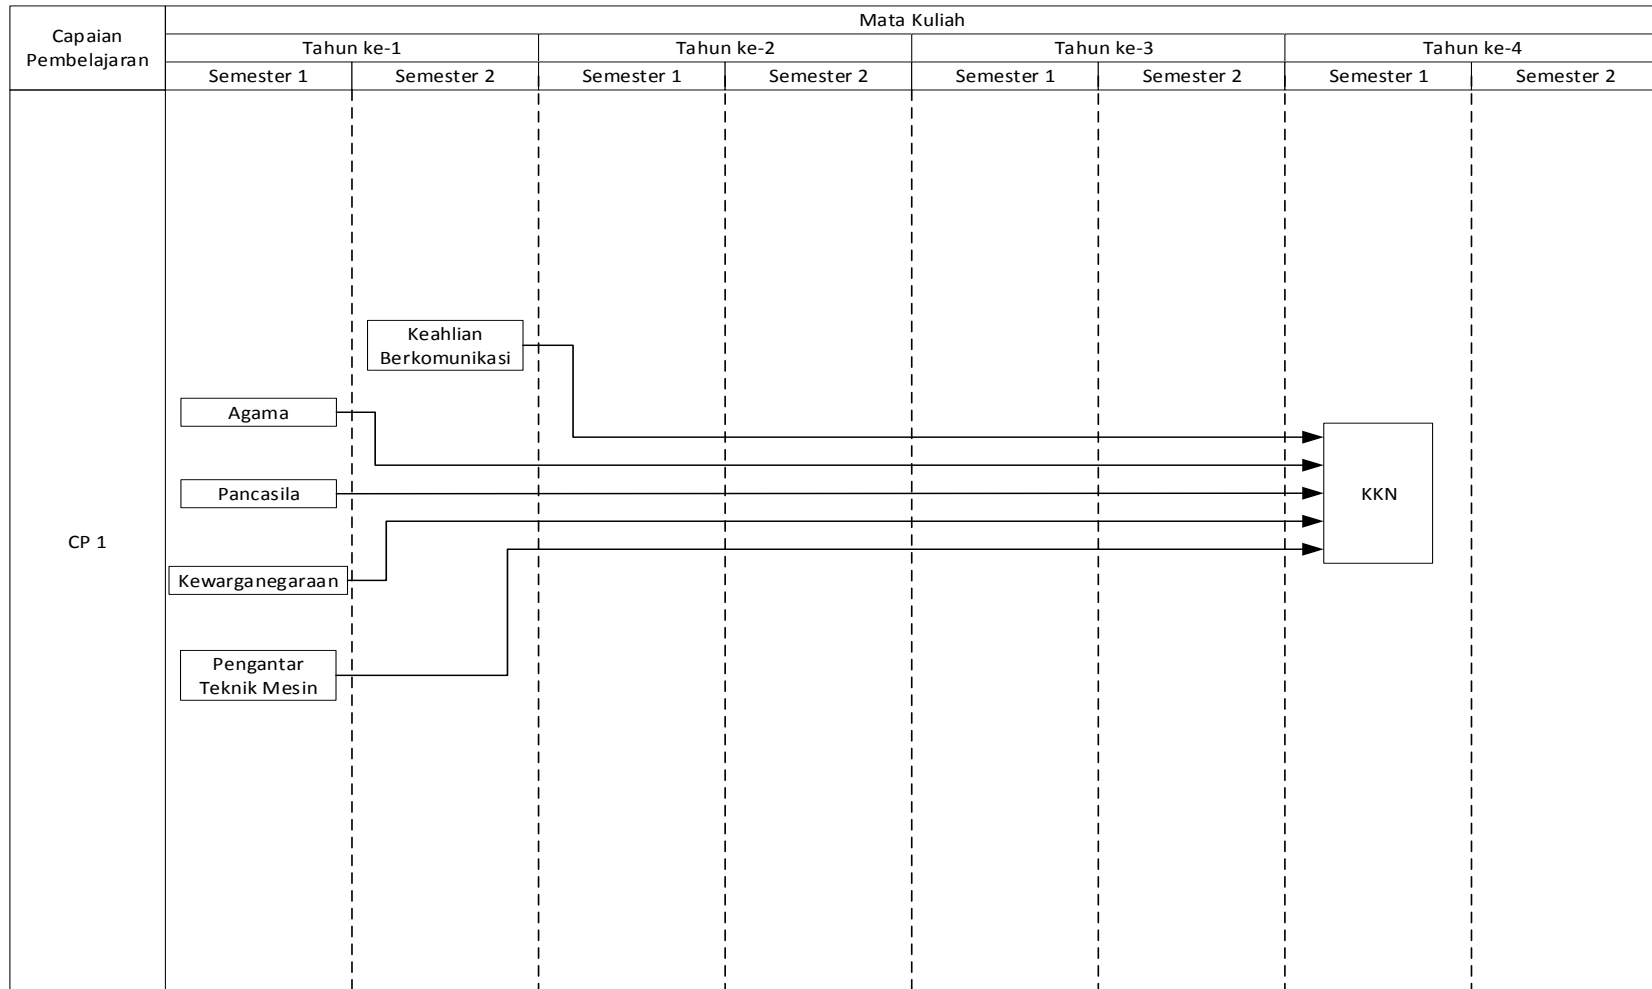 Capaian
Pembelajaran
Mata Kuliah
Tahun ke-1
Tahun ke-2
Tahun ke-3
Tahun ke-4
Semester 1
Semester 2
Semester 1
Semester 2
Semester 1
Semester 2
Semester 1
Semester 2
CP 1
Keahlian
Berkomunikasi
Agama
Pancasila
KKN
Kewarganegaraan
Pengantar
Teknik Mesin